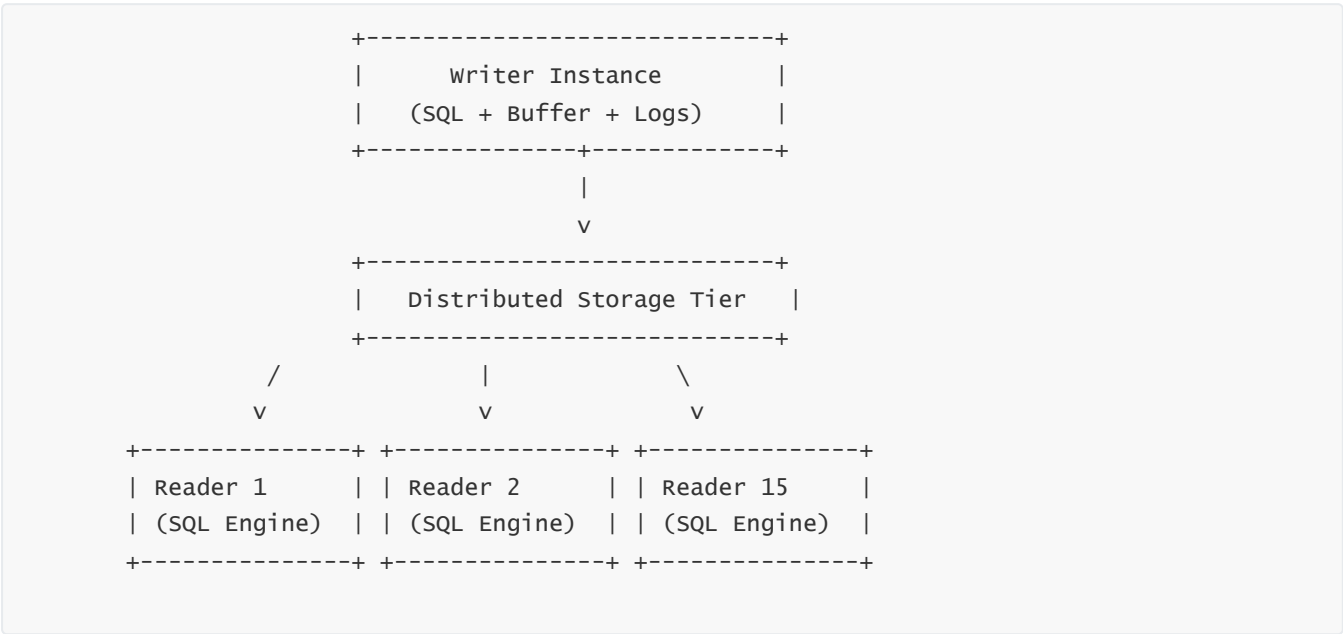 +-----------------------------+
|      Writer Instance        |
|   (SQL + Buffer + Logs)     |
+---------------+-------------+
                |
                v
+-----------------------------+
|   Distributed Storage Tier   |
+-----------------------------+
/              |             \
v               v              v
+---------------+ +---------------+ +---------------+
| Reader 1      | | Reader 2      | | Reader 15     |
| (SQL Engine)  | | (SQL Engine)  | | (SQL Engine)  |
+---------------+ +---------------+ +---------------+